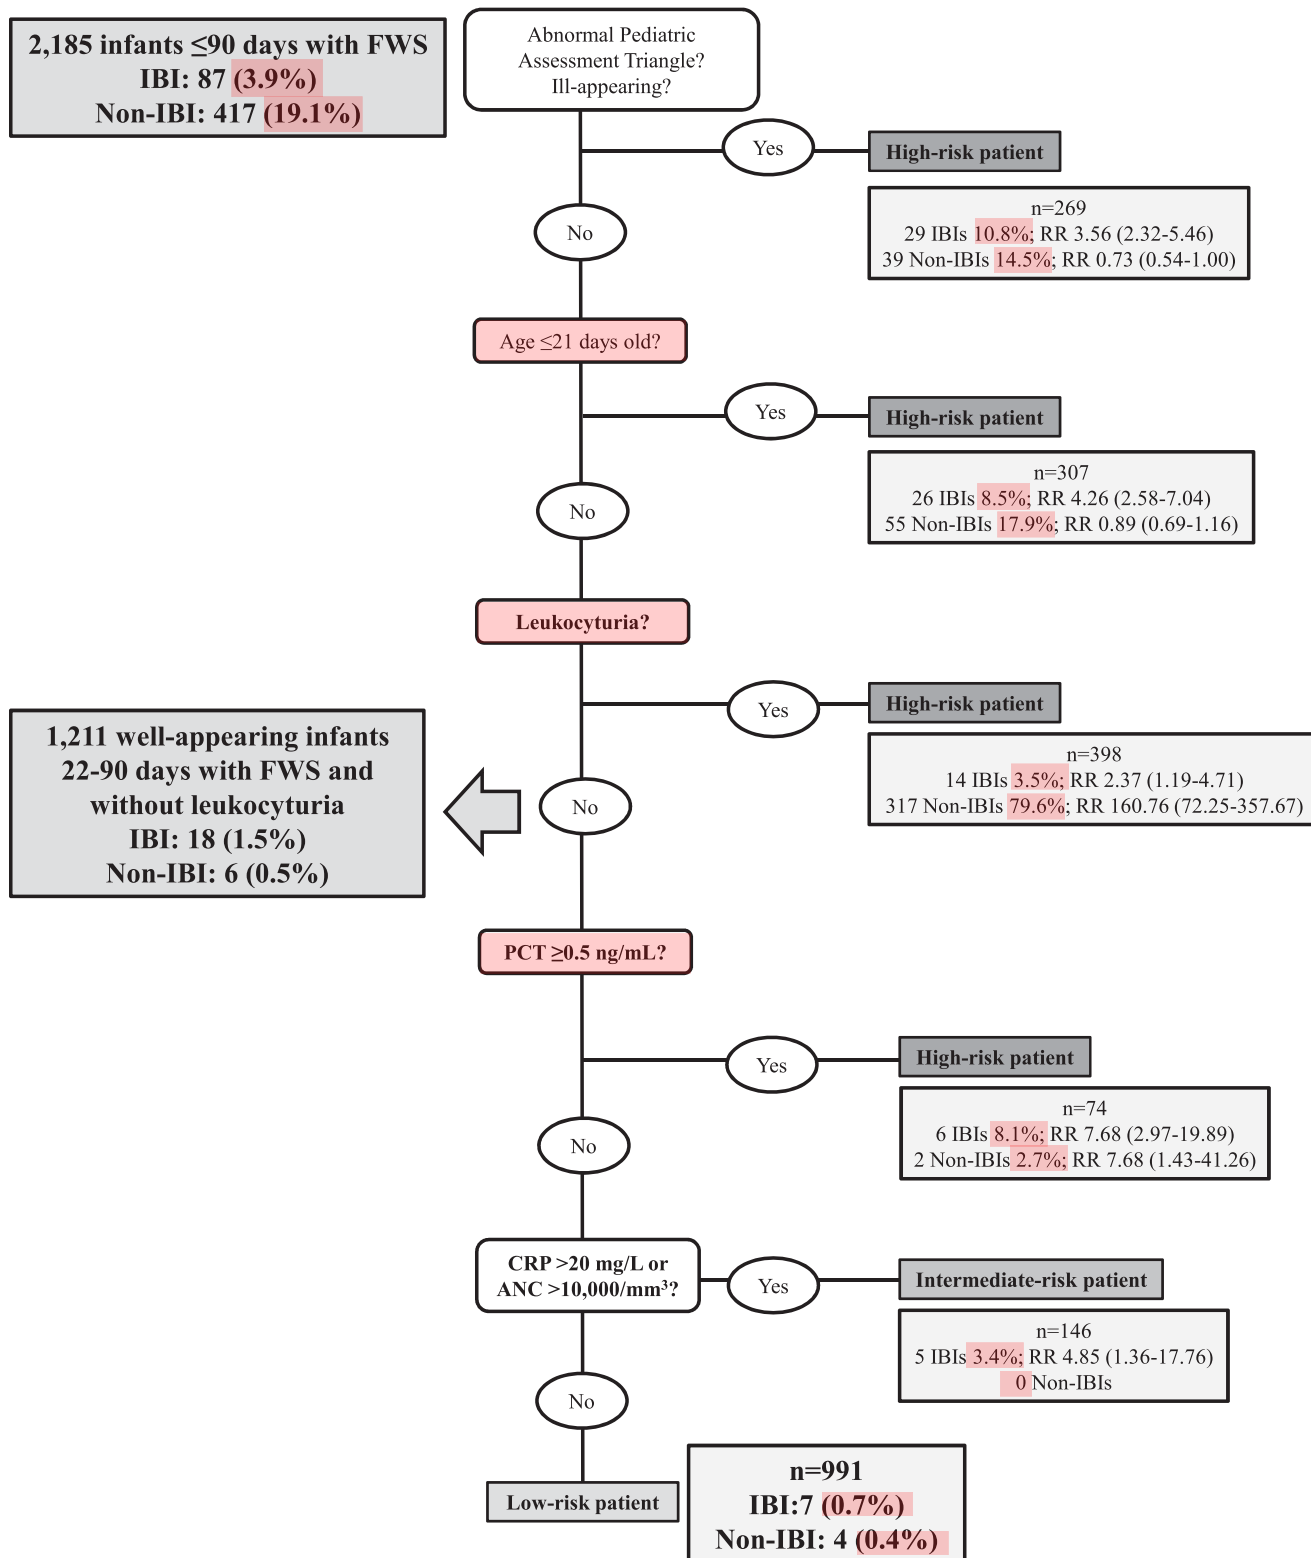 2,185 infants ≤90 days with FWS
IBI: 87 (3.9%)
Non-IBI: 417 (19.1%)
Abnormal Pediatric
Assessment Triangle?
Ill-appearing?
Yes
High-risk patient
n=269
29 IBIs 10.8%; RR 3.56 (2.32-5.46)
39 Non-IBIs 14.5%; RR 0.73 (0.54-1.00)
No
Age ≤21 days old?
Yes
High-risk patient
n=307
26 IBIs 8.5%; RR 4.26 (2.58-7.04)
55 Non-IBIs 17.9%; RR 0.89 (0.69-1.16)
No
Leukocyturia?
Yes
High-risk patient
n=398
14 IBIs 3.5%; RR 2.37 (1.19-4.71)
317 Non-IBIs 79.6%; RR 160.76 (72.25-357.67)
No
1,211 well-appearing infants
22-90 days with FWS and
without leukocyturia
IBI: 18 (1.5%)
Non-IBI: 6 (0.5%)
PCT ≥0.5 ng/mL?
Yes
High-risk patient
n=74
6 IBIs 8.1%; RR 7.68 (2.97-19.89)
2 Non-IBIs 2.7%; RR 7.68 (1.43-41.26)
No
CRP >20 mg/L or
ANC >10,000/mm³?
Yes
Intermediate-risk patient
n=146
5 IBIs 3.4%; RR 4.85 (1.36-17.76)
0 Non-IBIs
No
Low-risk patient
n=991
IBI:7 (0.7%)
Non-IBI: 4 (0.4%)